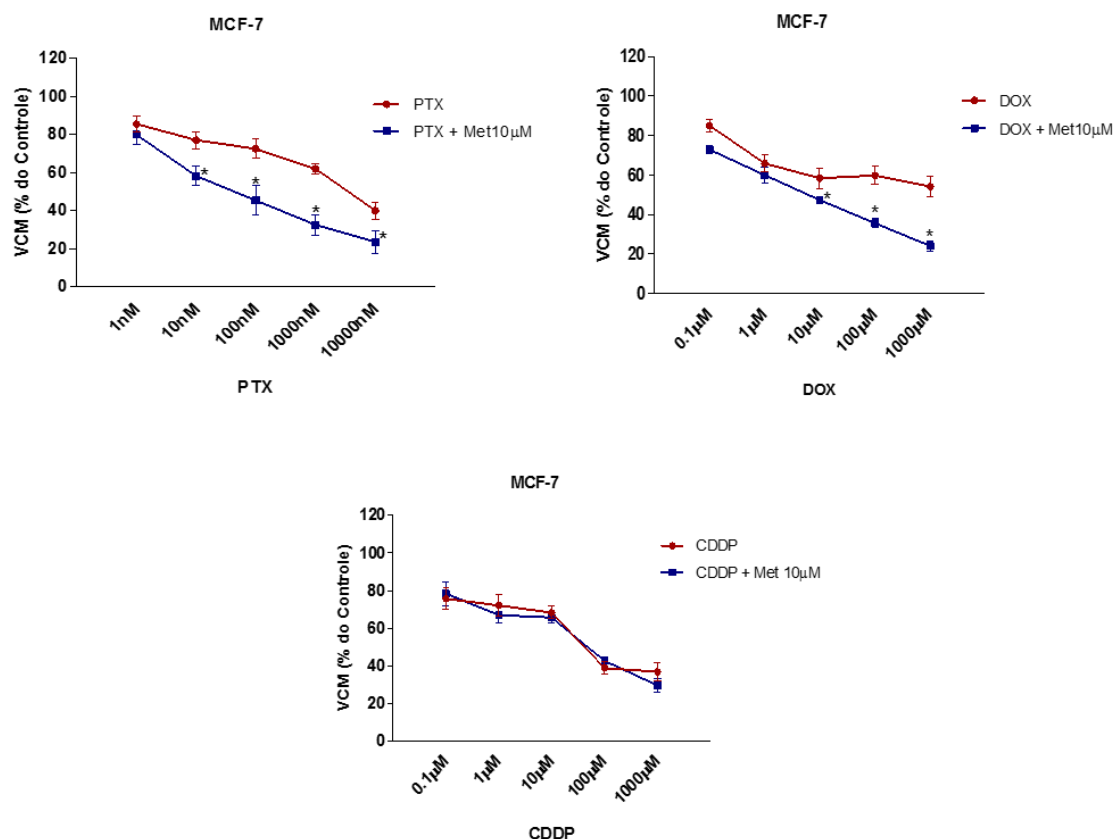 MCF-7
VCM (% do Controle)
120
100
80
60
40
20
0
PTX
PTX + Met10µM
*
*
*
*
1nM
10nM
100nM
1000nM
10000nM
PTX
MCF-7
VCM (% do Controle)
120
100
80
60
40
20
0
DOX
DOX + Met10µM
*
*
*
0.1µM
1µM
10µM
100µM
1000µM
DOX
MCF-7
VCM (% do Controle)
120
100
80
60
40
20
0
CDDP
CDDP + Met 10µM
0.1µM
1µM
10µM
100µM
1000µM
CDDP